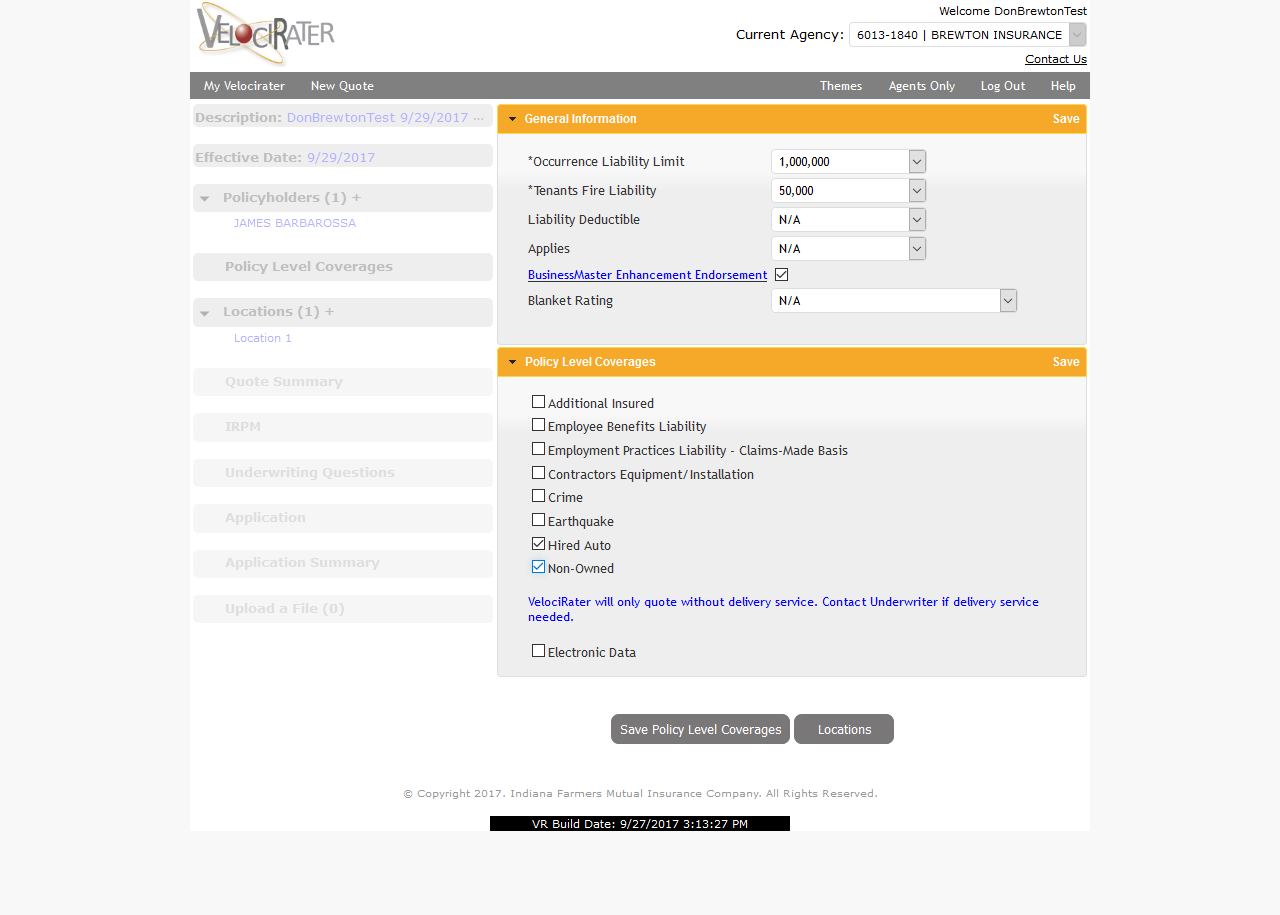 VELOCIRATER
Welcome DonBrewtonTest
Current Agency: 6013-1840 | BREWTON INSURANCE
Contact Us
My Velocirater New Quote Themes Agents Only Log Out Help
Description: DonBrewtonTest 9/29/2017 ...
Effective Date: 9/29/2017
Policyholders (1) +
JAMES BARBAROSSA
Policy Level Coverages
Locations (1) +
Location 1
Quote Summary
IRPM
Underwriting Questions
Application
Application Summary
Upload a File (0)
General Information Save
*Occurrence Liability Limit 1,000,000
*Tenants Fire Liability 50,000
Liability Deductible N/A
Applies N/A
BusinessMaster Enhancement Endorsement
Blanket Rating N/A
Policy Level Coverages Save
Additional Insured
Employee Benefits Liability
Employment Practices Liability - Claims-Made Basis
Contractors Equipment/Installation
Crime
Earthquake
Hired Auto
Non-Owned
VelociRater will only quote without delivery service. Contact Underwriter if delivery service
needed.
Electronic Data
Save Policy Level Coverages Locations
© Copyright 2017. Indiana Farmers Mutual Insurance Company. All Rights Reserved.
VR Build Date: 9/27/2017 3:13:27 PM